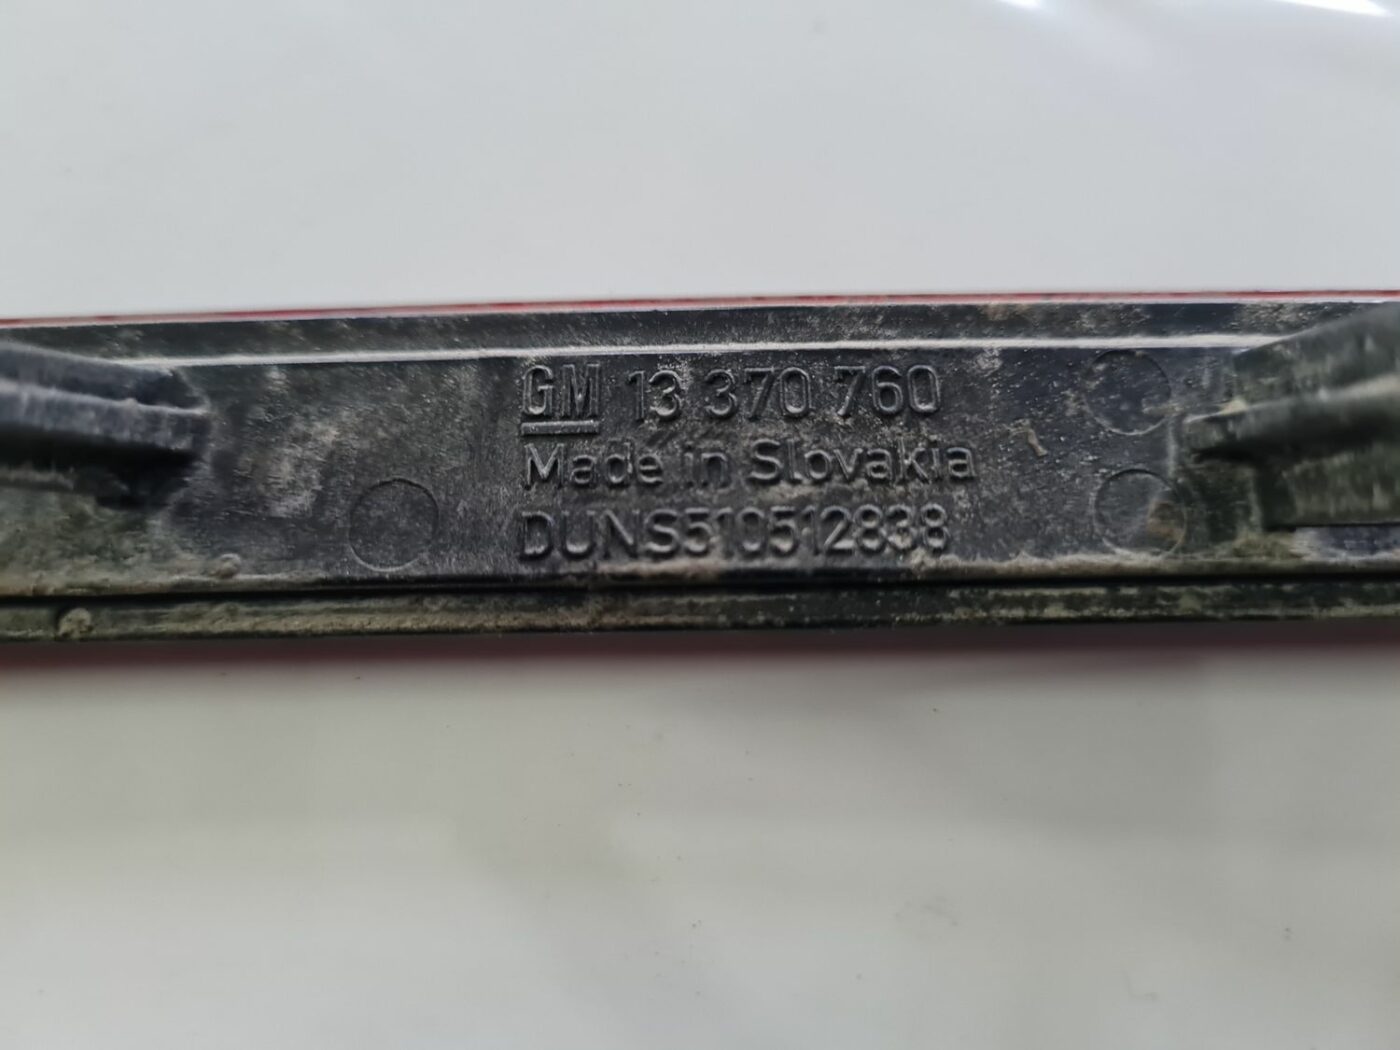 GM 13 370 760
Made in Slovakia
DUNS510512838